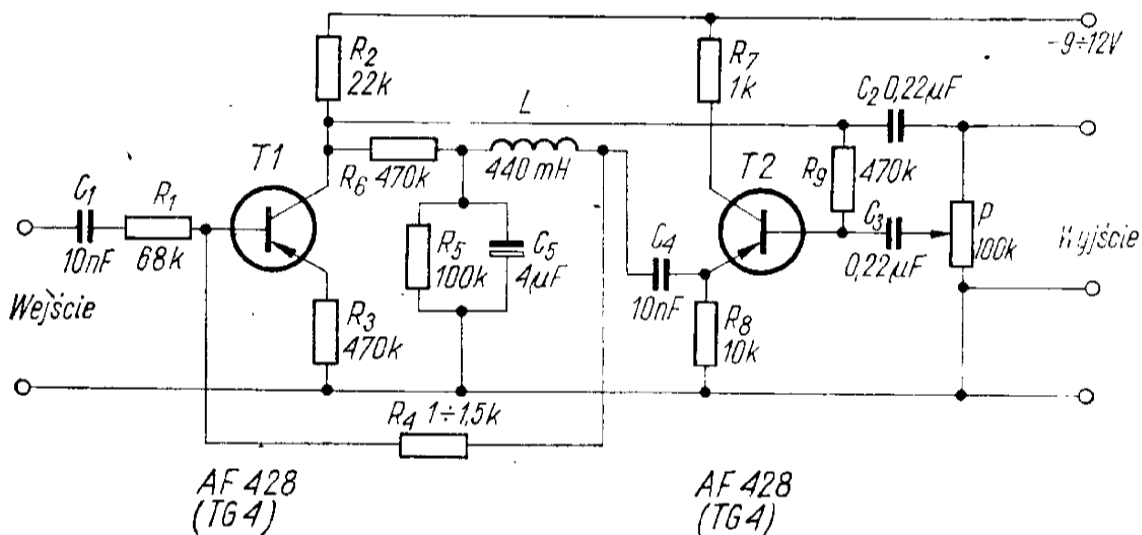 R2
22k
R7
1k
-9÷12V
L
C2 0,22µF
T1
R6 470k
440 mH
T2
R9
470k
C1
10nF
R1
68k
R5
100k
C5
4µF
C4
10nF
C3
0,22µF
P
100k
Wyjście
Wejście
R3
470k
R8
10k
R4 1÷1,5k
AF 428
(TG4)
AF 428
(TG4)